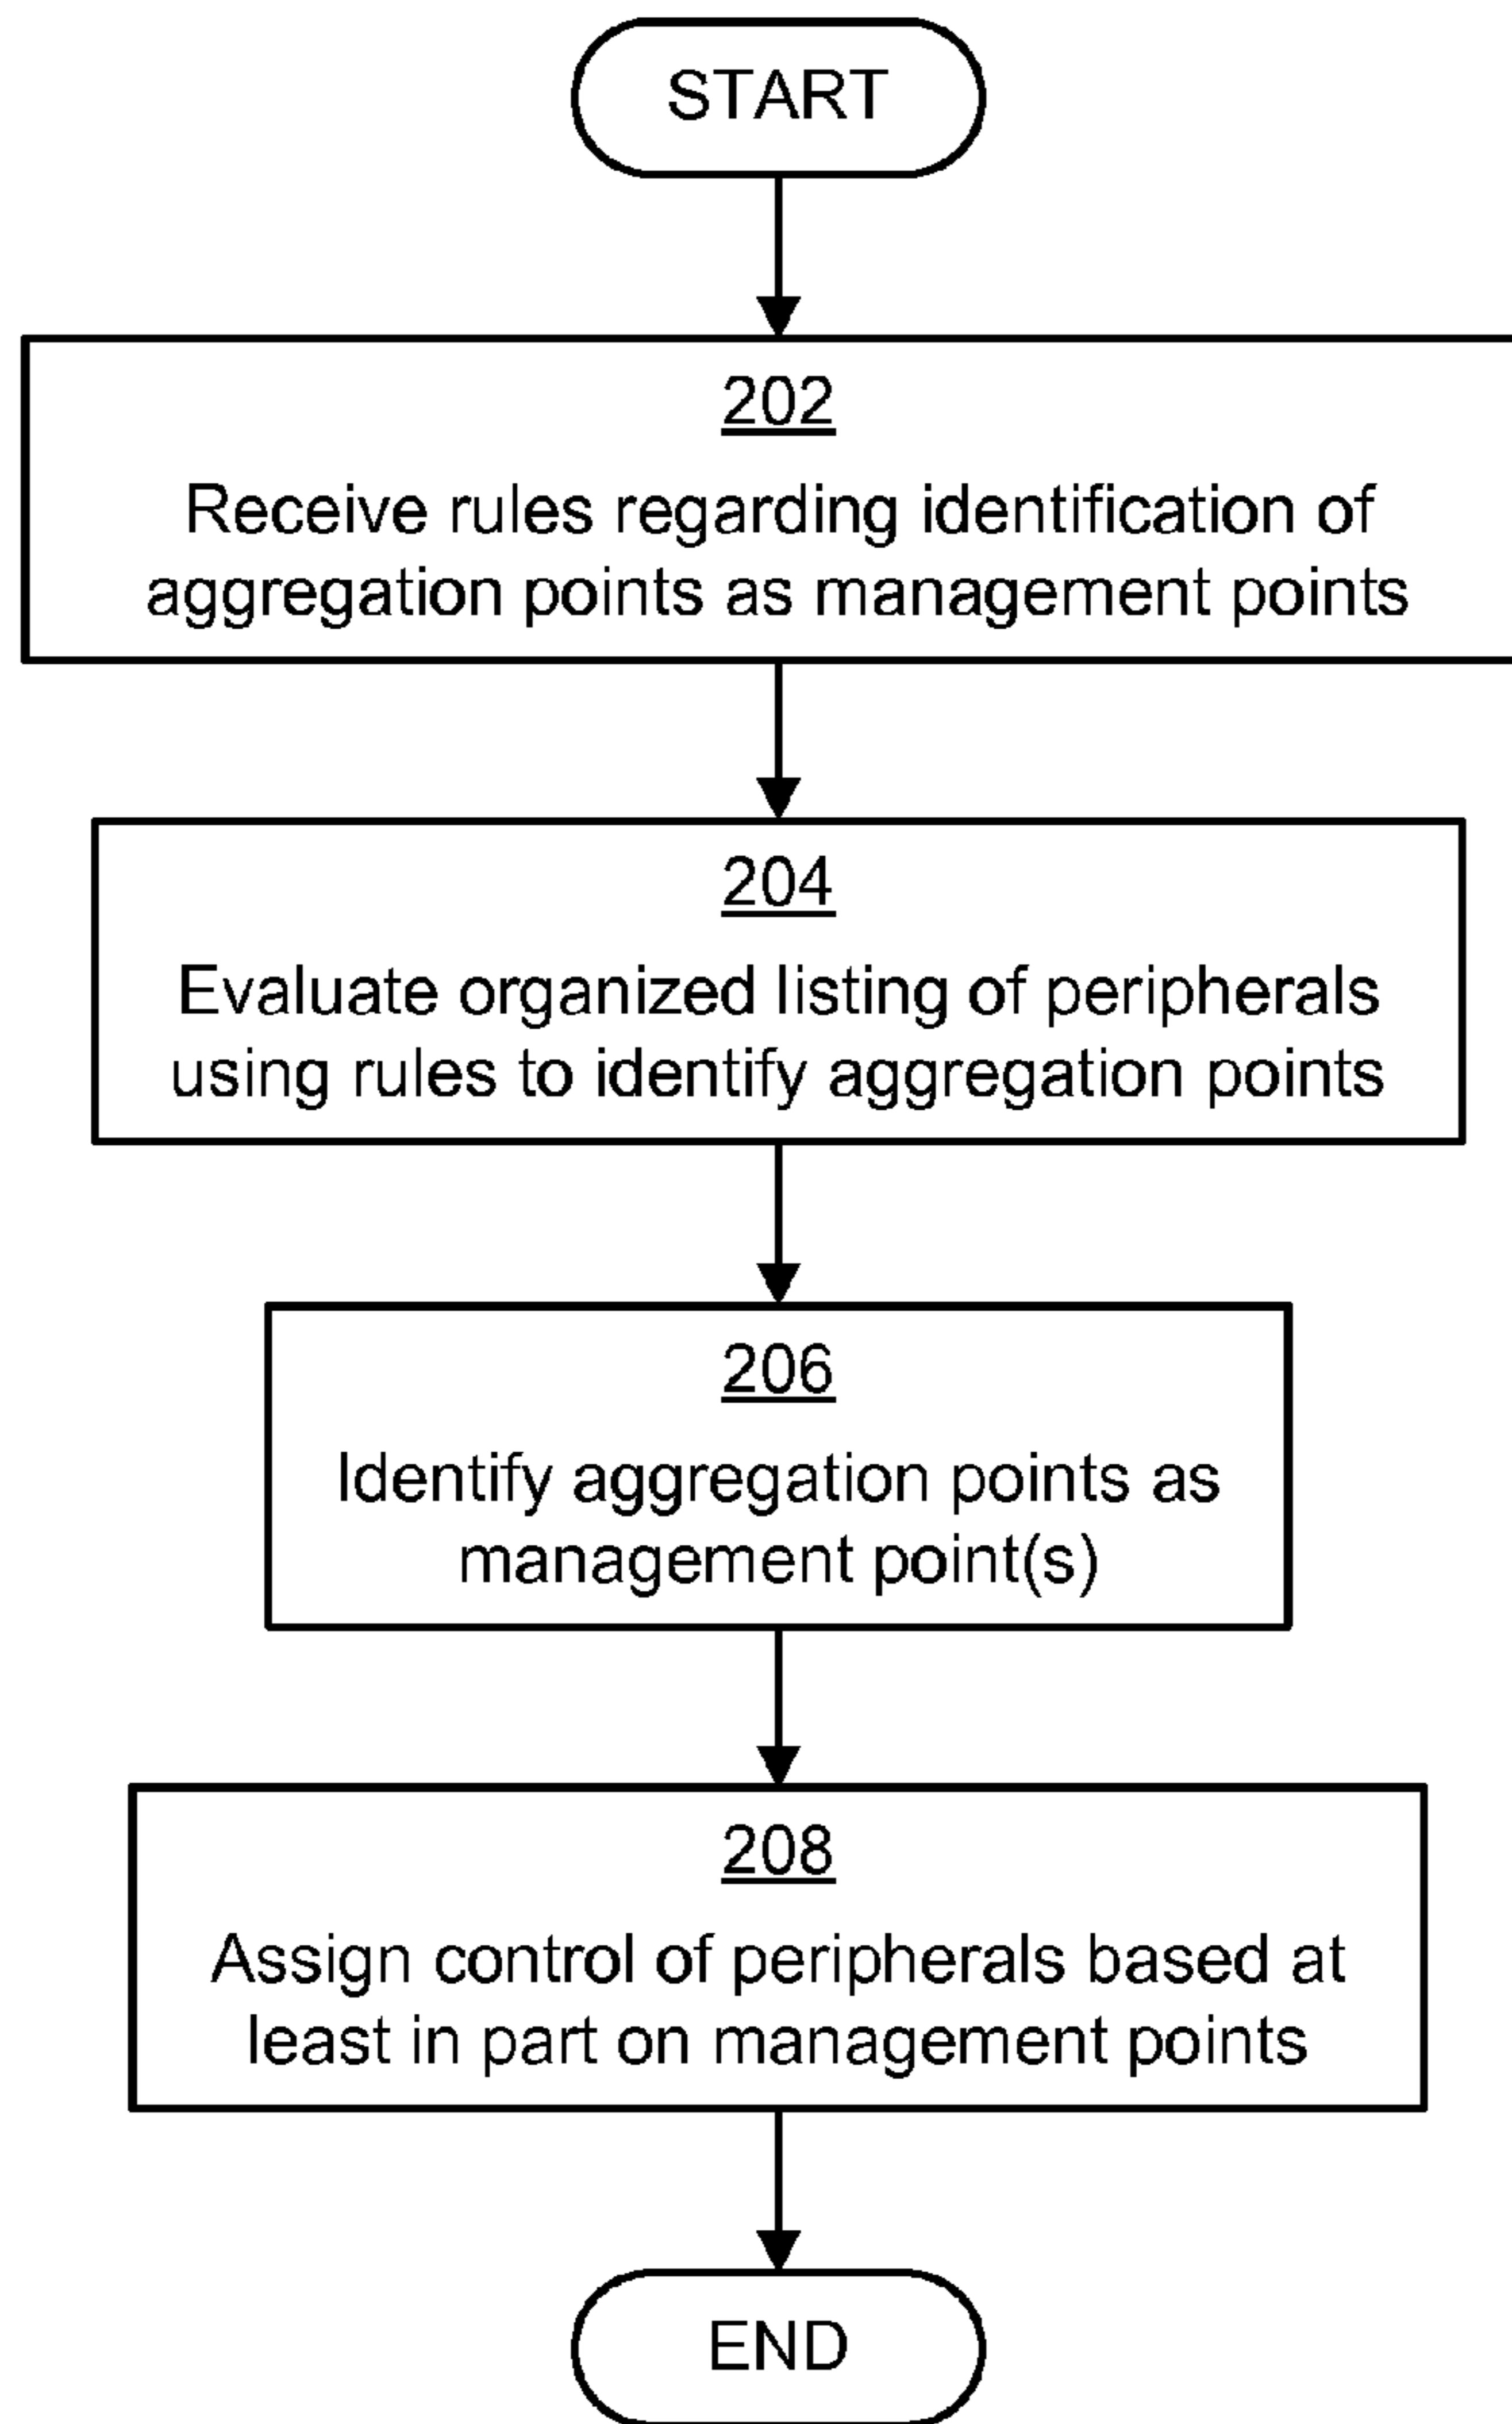 START
202
Receive rules regarding identification of
aggregation points as management points
204
Evaluate organized listing of peripherals
using rules to identify aggregation points
206
Identify aggregation points as
management point(s)
208
Assign control of peripherals based at
least in part on management points
END